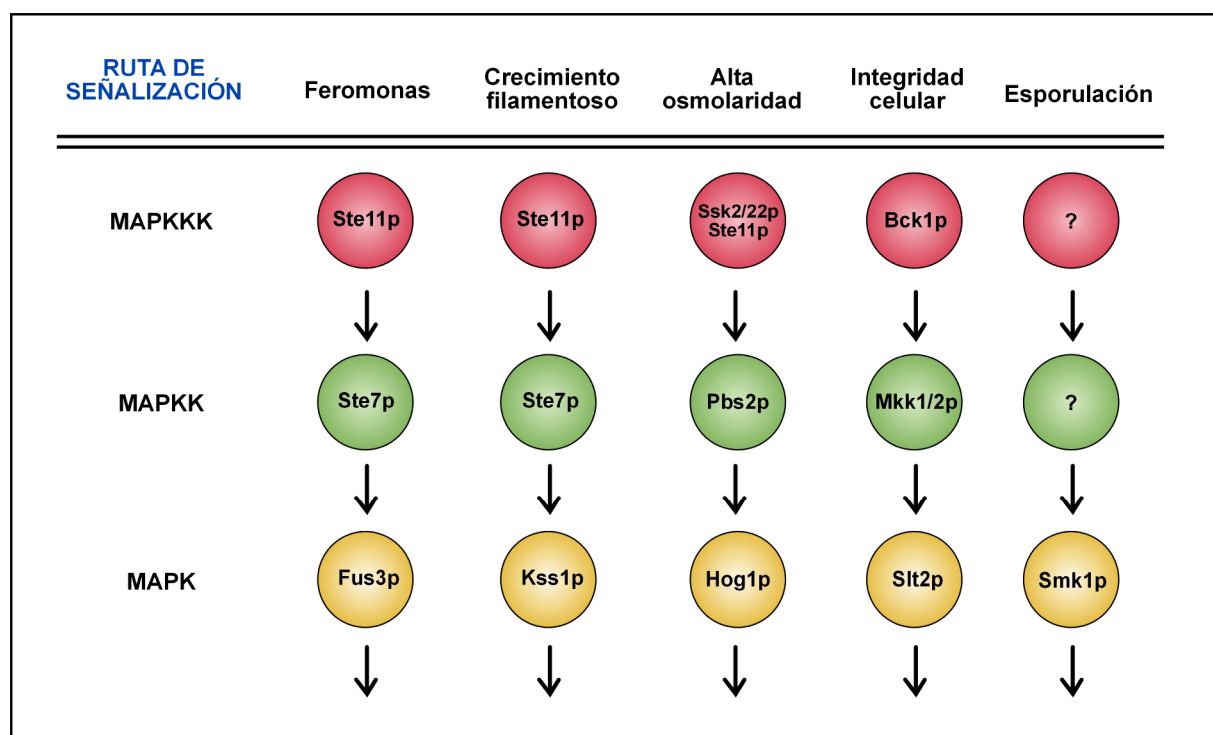 RUTA DE
SEÑALIZACIÓN
Feromonas
Crecimiento
filamentoso
Alta
osmolaridad
Integridad
celular
Esporulación
MAPKKK
Ste11p
Ste11p
Ssk2/22p
Ste11p
Bck1p
?
MAPKK
Ste7p
Ste7p
Pbs2p
Mkk1/2p
?
MAPK
Fus3p
Kss1p
Hog1p
Slt2p
Smk1p